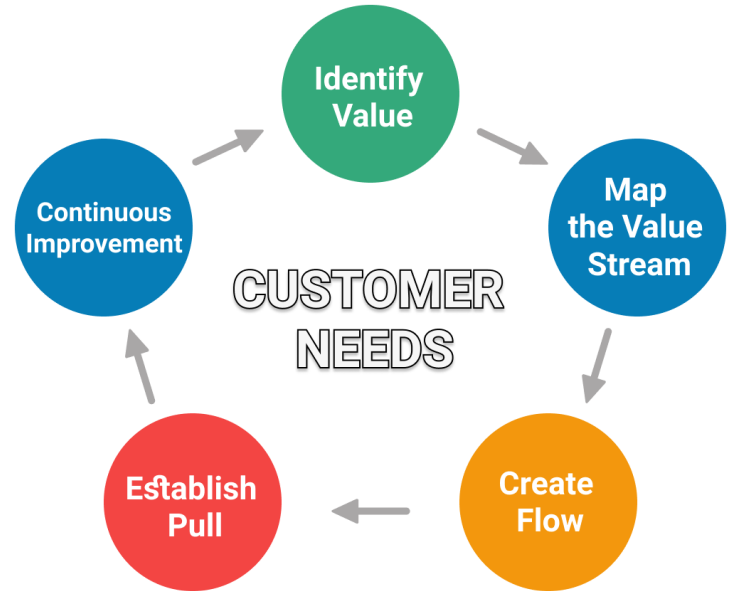 Identify
Value
Map
the Value
Stream
Create
Flow
Establish
Pull
Continuous
Improvement
CUSTOMER
NEEDS